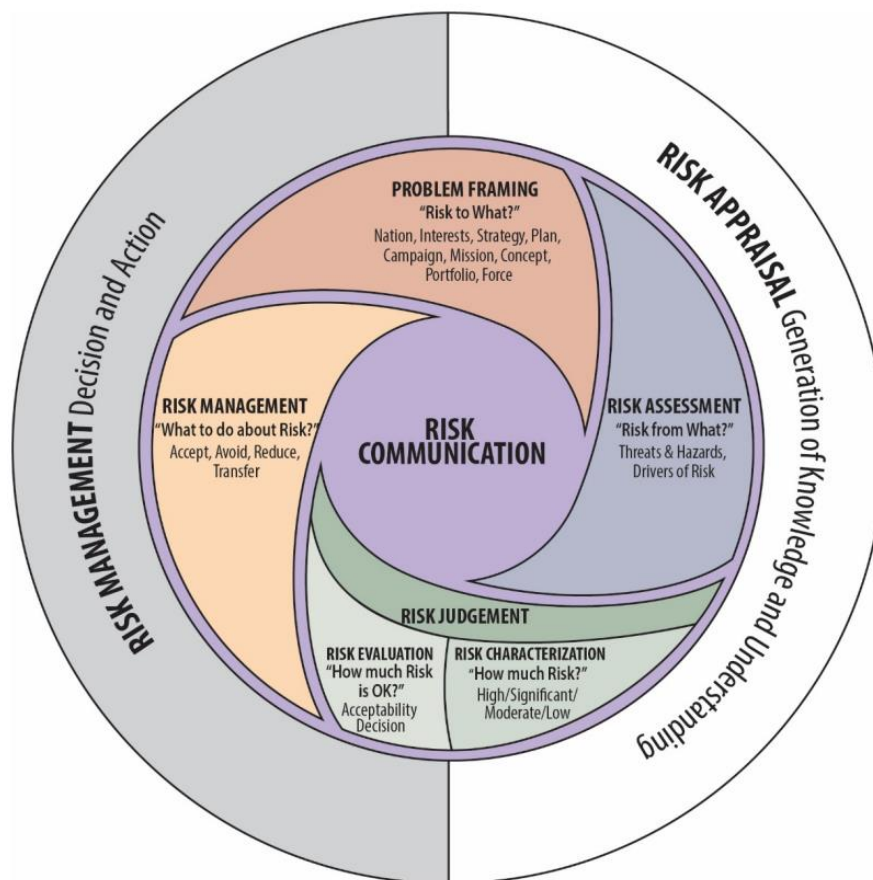 PROBLEM FRAMING
“Risk to What?”
Nation, Interests, Strategy, Plan,
Campaign, Mission, Concept,
Portfolio, Force
RISK APPRAISAL Generation of Knowledge and Understanding
RISK MANAGEMENT Decision and Action
RISK MANAGEMENT
“What to do about Risk?”
Accept, Avoid, Reduce,
Transfer
RISK
COMMUNICATION
RISK ASSESSMENT
“Risk from What?”
Threats & Hazards,
Drivers of Risk
RISK JUDGEMENT
RISK EVALUATION
“How much Risk
is OK?”
Acceptability
Decision
RISK CHARACTERIZATION
“How much Risk?”
High/Significant/
Moderate/Low